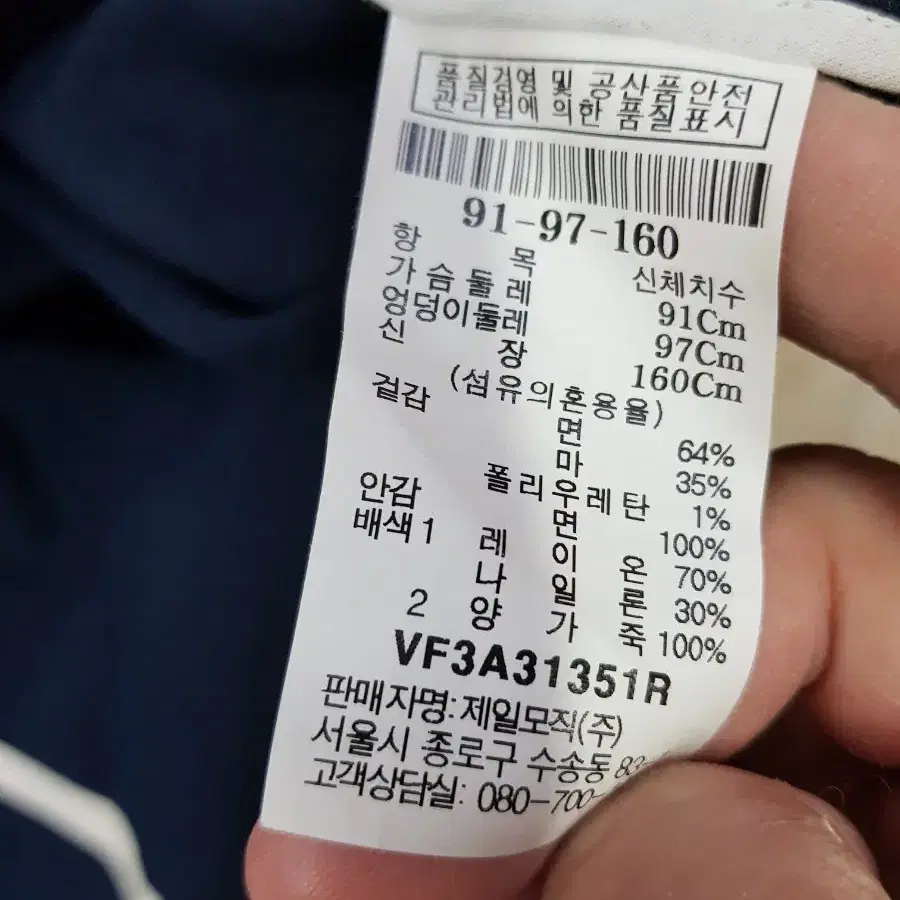 품질경영 및 공산품안전
관리법에 의한 품질표시
91-97-160
항 목 신체치수
가슴둘레 91Cm
엉덩이둘레 97Cm
신 장 160Cm
(섬유의혼용율)
겉감 면 64%
마 35%
폴리우레탄 1%
안감 면 100%
배색1 레이온 70%
나일론 30%
2 양가죽 100%
VF3A31351R
판매자명: 제일모직(주)
서울시 종로구 수송동
고객상담실: 080-700-